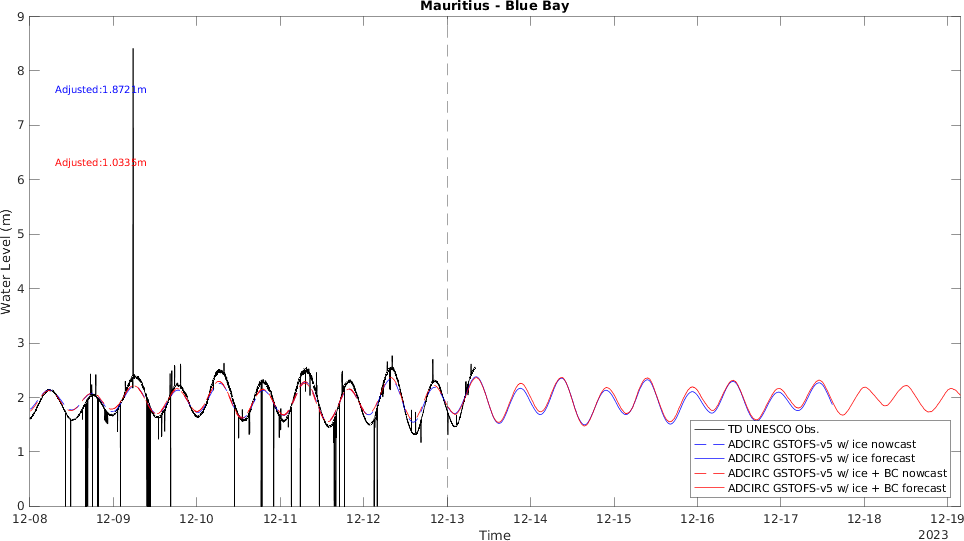 Mauritius - Blue Bay
Water Level (m)
9
8
7
6
5
4
3
2
1
0
Adjusted:1.8721m
Adjusted:1.0335m
TD UNESCO Obs.
ADCIRC GSTOFS-v5 w/ ice nowcast
ADCIRC GSTOFS-v5 w/ ice forecast
ADCIRC GSTOFS-v5 w/ ice + BC nowcast
ADCIRC GSTOFS-v5 w/ ice + BC forecast
12-08 12-09 12-10 12-11 12-12 12-13 12-14 12-15 12-16 12-17 12-18 12-19
Time
2023